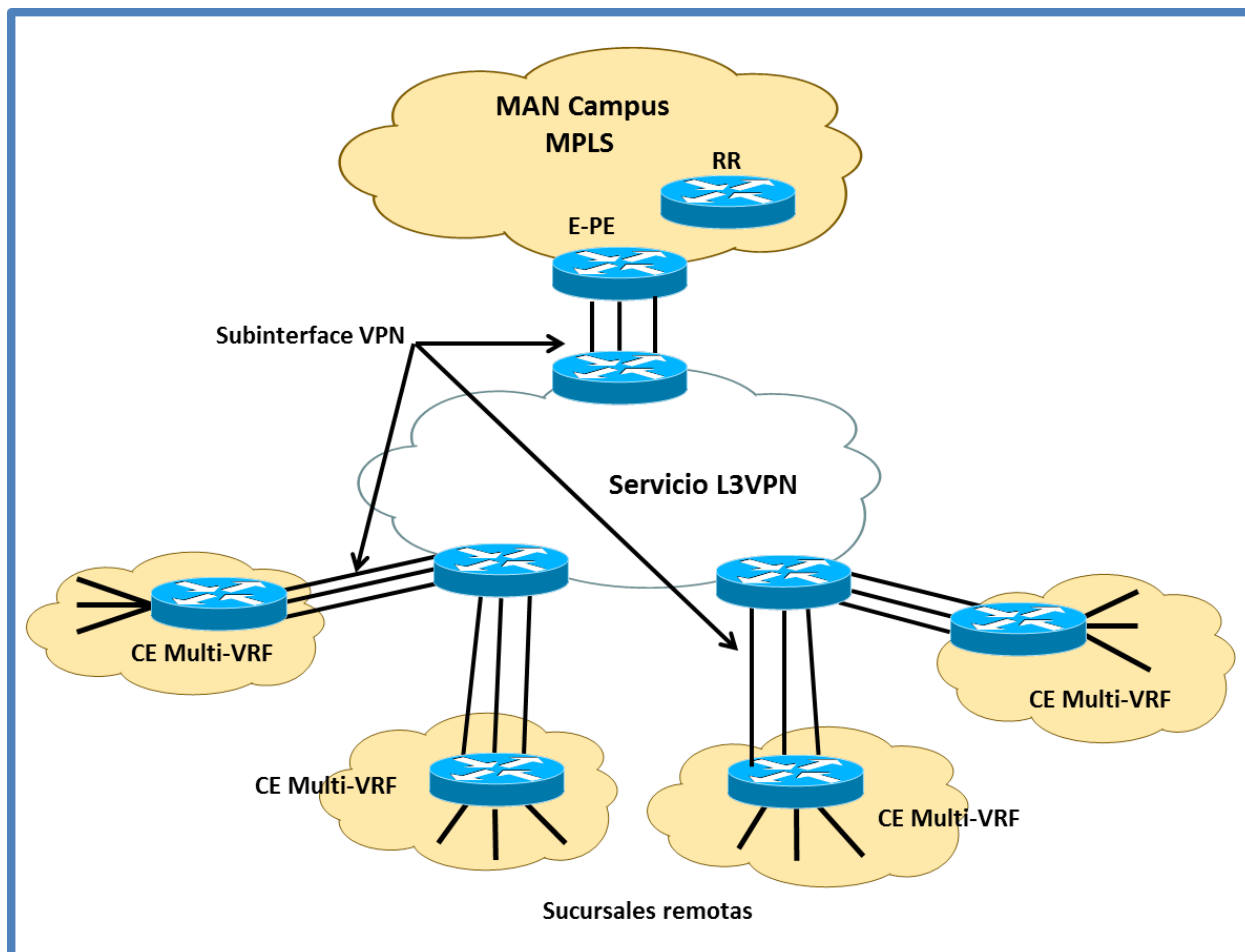 MAN Campus
MPLS
RR
E-PE
Subinterface VPN
Servicio L3VPN
CE Multi-VRF
CE Multi-VRF
CE Multi-VRF
CE Multi-VRF
Sucursales remotas